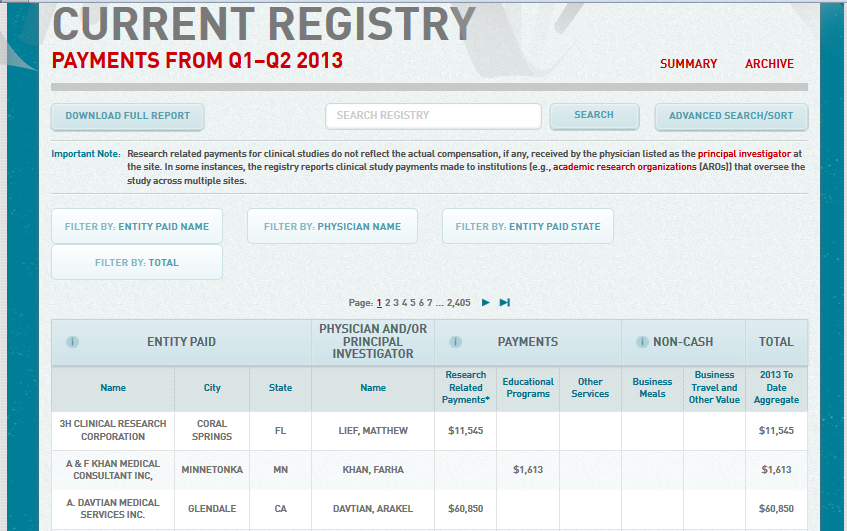 CURRENT REGISTRY
PAYMENTS FROM Q1–Q2 2013
SUMMARY ARCHIVE
DOWNLOAD FULL REPORT SEARCH REGISTRY SEARCH ADVANCED SEARCH/SORT
Important Note: Research related payments for clinical studies do not reflect the actual compensation, if any, received by the physician listed as the principal investigator at
the site. In some instances, the registry reports clinical study payments made to institutions (e.g., academic research organizations (AROs)) that oversee the
study across multiple sites.
FILTER BY: ENTITY PAID NAME FILTER BY: PHYSICIAN NAME FILTER BY: ENTITY PAID STATE
FILTER BY: TOTAL
Page: 1 2 3 4 5 6 7 ... 2,405
i ENTITY PAID PHYSICIAN AND/OR PRINCIPAL INVESTIGATOR i PAYMENTS i NON-CASH TOTAL
Name City State Name Research Related Payments* Educational Programs Other Services Business Meals Business Travel and Other Value 2013 To Date Aggregate
3H CLINICAL RESEARCH CORPORATION CORAL SPRINGS FL LIEF, MATTHEW $11,545 $11,545
A & F KHAN MEDICAL CONSULTANT INC, MINNETONKA MN KHAN, FARHA $1,613 $1,613
A. DAVTIAN MEDICAL SERVICES INC. GLENDALE CA DAVTIAN, ARAKEL $60,850 $60,850